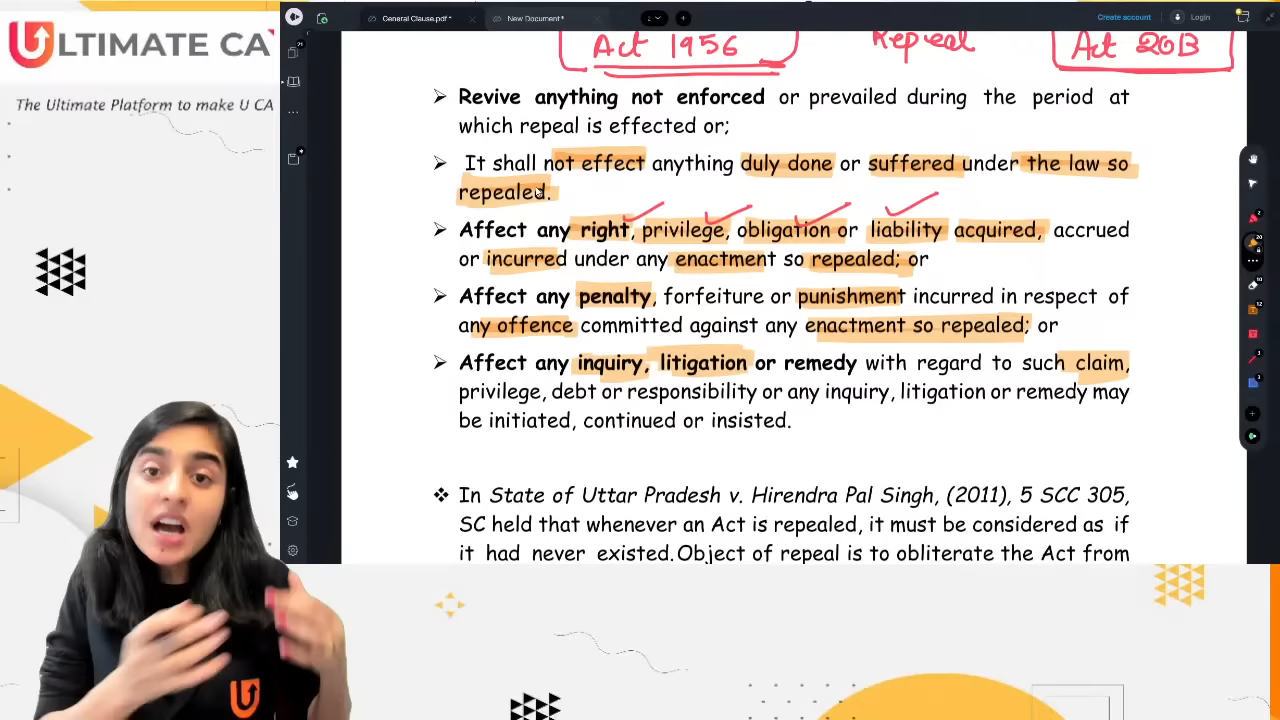 ULTIMATE CA
The Ultimate Platform to make U CA
General Clause.pdf *
New Document*
2
Create account
Login
Act 1956
Repeal
Act 2013
➢ Revive anything not enforced or prevailed during the period at
which repeal is effected or;
➢ It shall not effect anything duly done or suffered under the law so
repealed.
➢ Affect any right, privilege, obligation or liability acquired, accrued
or incurred under any enactment so repealed; or
➢ Affect any penalty, forfeiture or punishment incurred in respect of
any offence committed against any enactment so repealed; or
➢ Affect any inquiry, litigation or remedy with regard to such claim,
privilege, debt or responsibility or any inquiry, litigation or remedy may
be initiated, continued or insisted.
❖ In State of Uttar Pradesh v. Hirendra Pal Singh, (2011), 5 SCC 305,
SC held that whenever an Act is repealed, it must be considered as if
it had never existed.Object of repeal is to obliterate the Act from